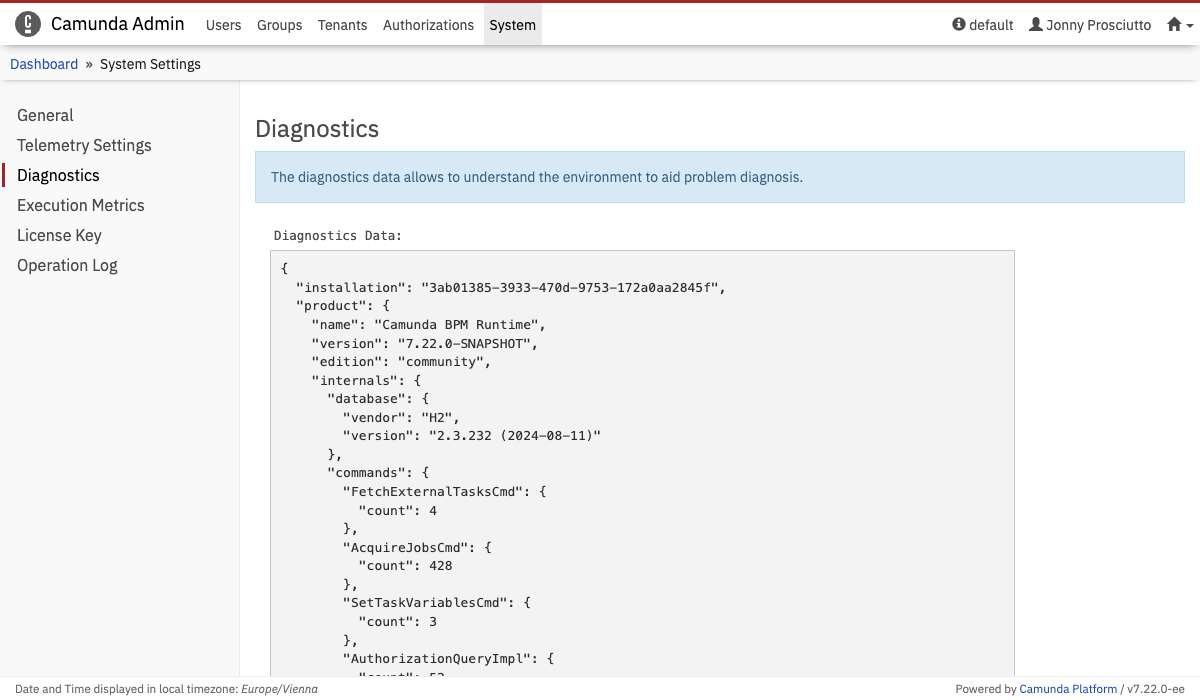 Camunda Admin Users Groups Tenants Authorizations System default Jonny Prosciutto
Dashboard » System Settings
General
Telemetry Settings
Diagnostics
Execution Metrics
License Key
Operation Log
Diagnostics
The diagnostics data allows to understand the environment to aid problem diagnosis.
Diagnostics Data:
{
"installation": "3ab01385-3933-470d-9753-172a0aa2845f",
"product": {
"name": "Camunda BPM Runtime",
"version": "7.22.0-SNAPSHOT",
"edition": "community",
"internals": {
"database": {
"vendor": "H2",
"version": "2.3.232 (2024-08-11)"
},
"commands": {
"FetchExternalTasksCmd": {
"count": 4
},
"AcquireJobsCmd": {
"count": 428
},
"SetTaskVariablesCmd": {
"count": 3
},
"AuthorizationQueryImpl": {
Date and Time displayed in local timezone: Europe/Vienna
Powered by Camunda Platform / v7.22.0-ee